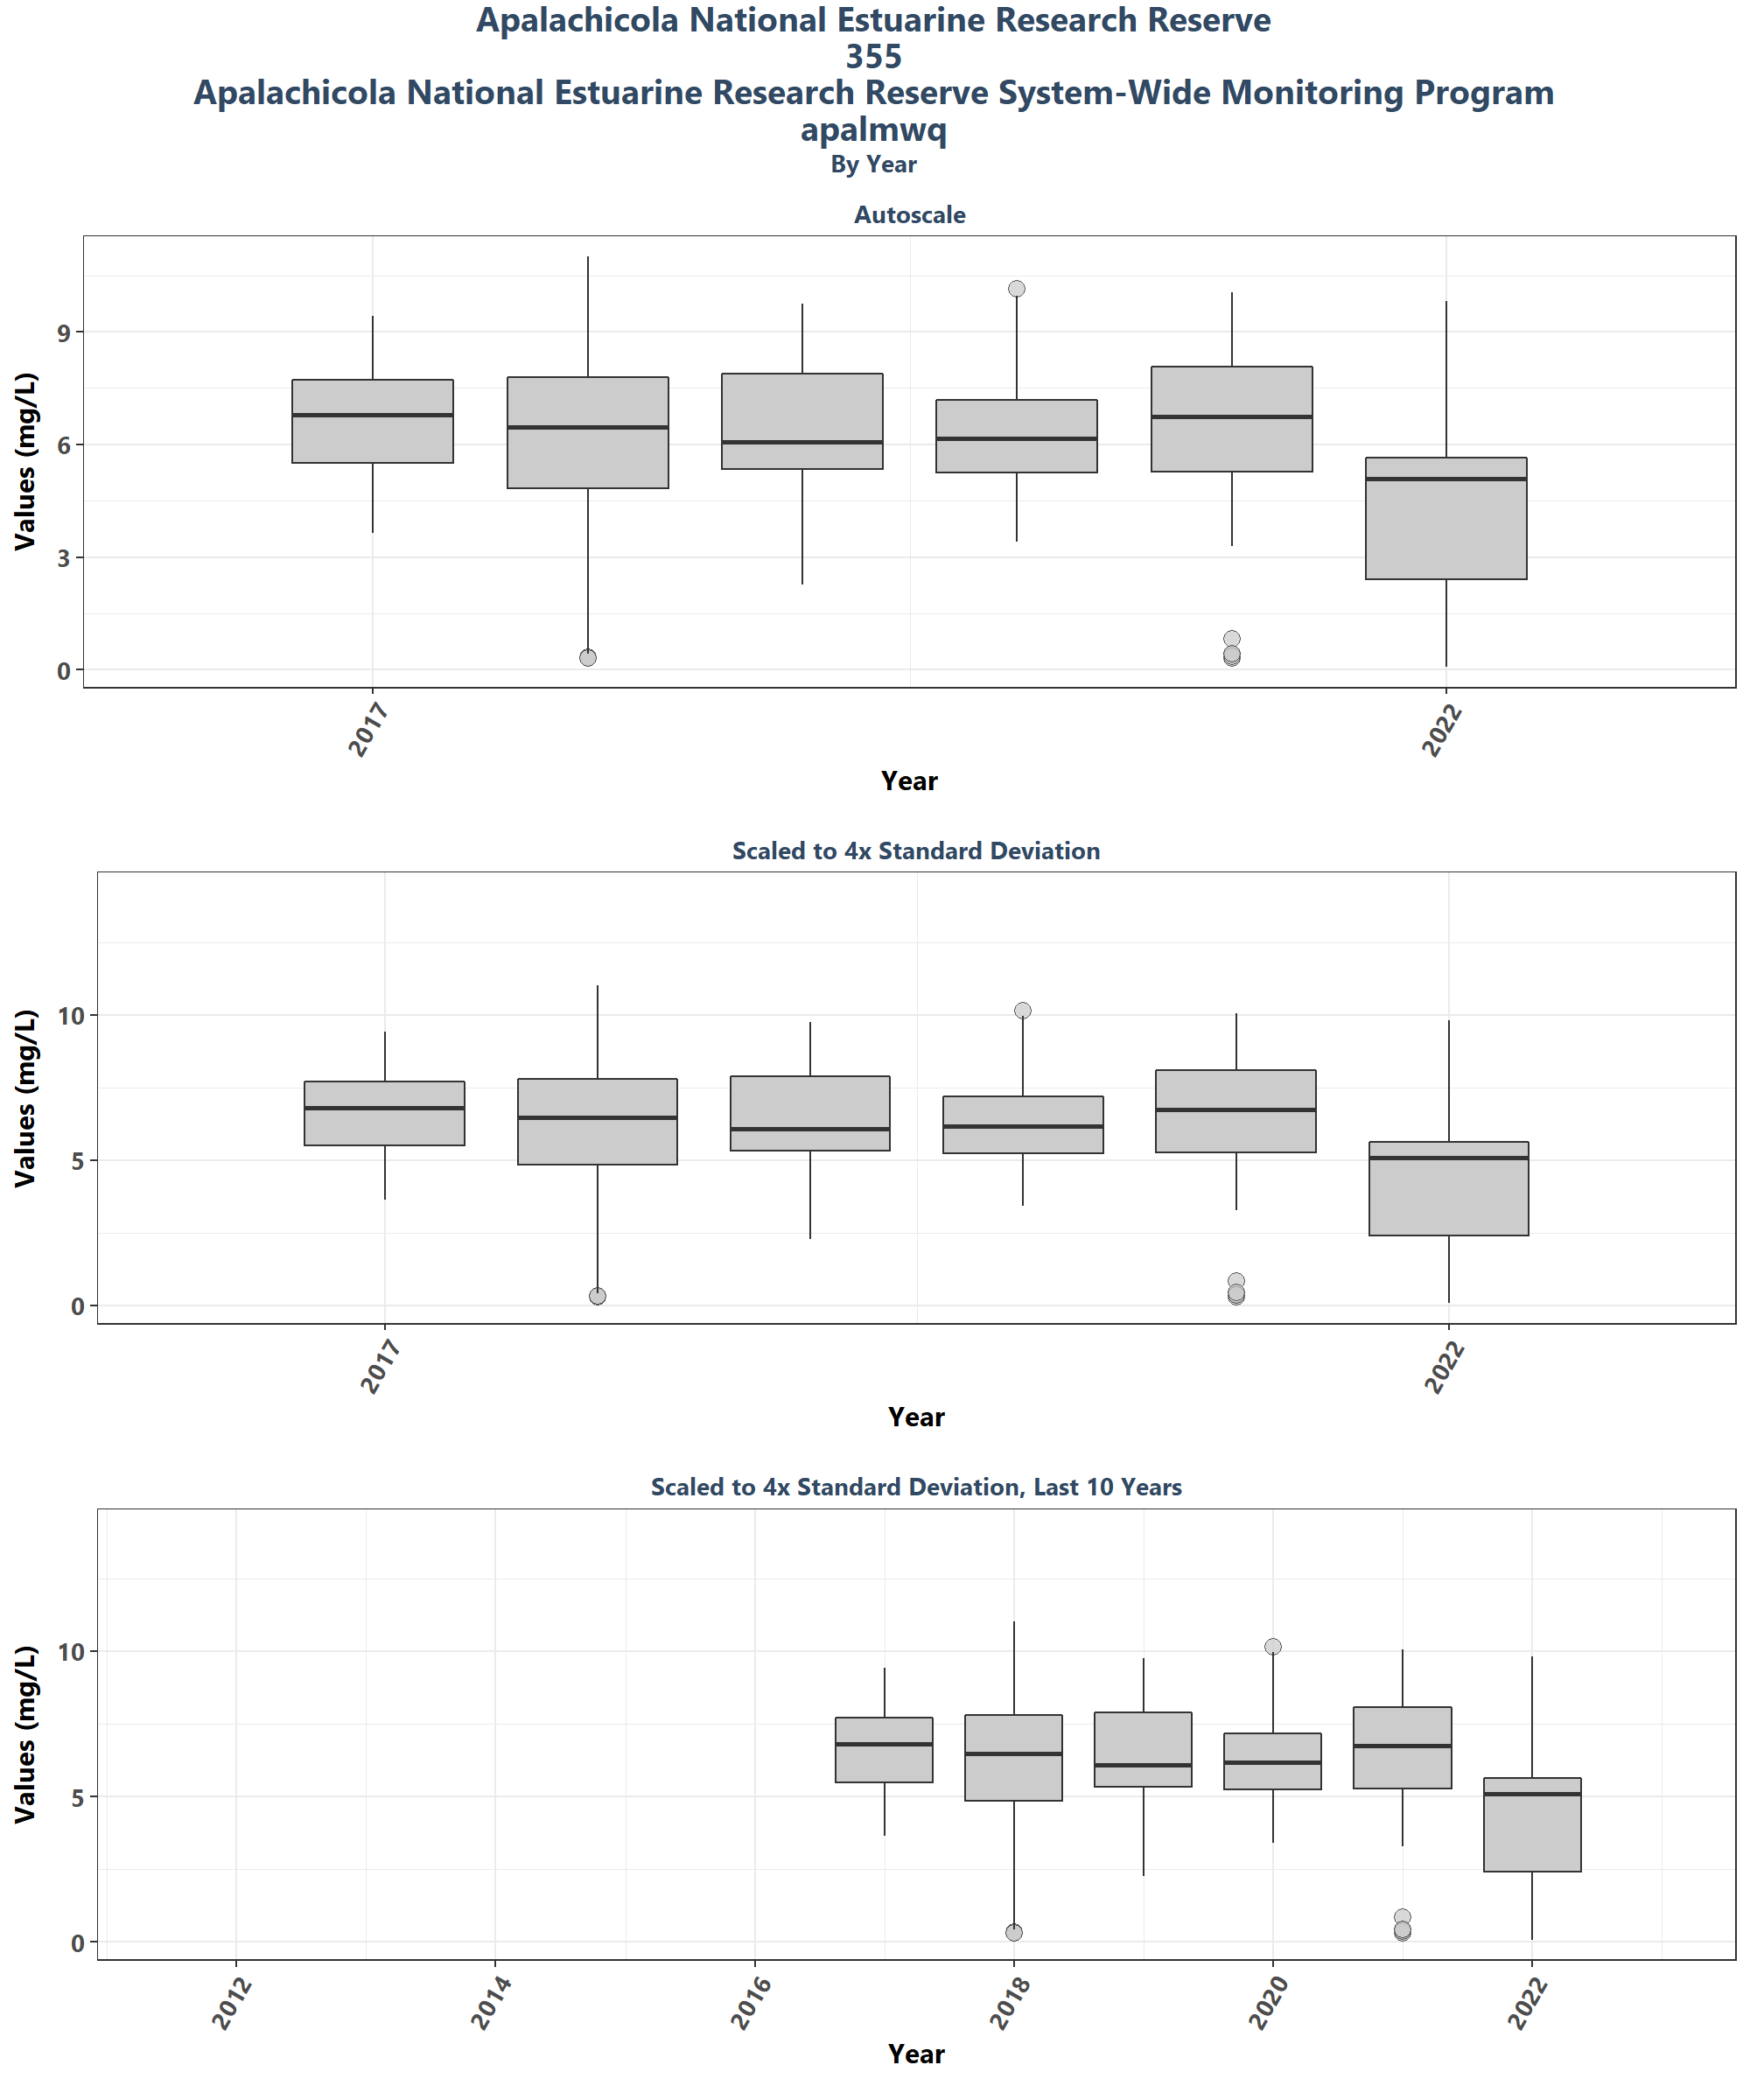 Apalachicola National Estuarine Research Reserve
355
Apalachicola National Estuarine Research Reserve System-Wide Monitoring Program
apalmwq
By Year
Autoscale
Values (mg/L)
9
6
3
0
2017
2022
Year
Scaled to 4x Standard Deviation
Values (mg/L)
10
5
0
2017
2022
Year
Scaled to 4x Standard Deviation, Last 10 Years
Values (mg/L)
10
5
0
2012
2014
2016
2018
2020
2022
Year